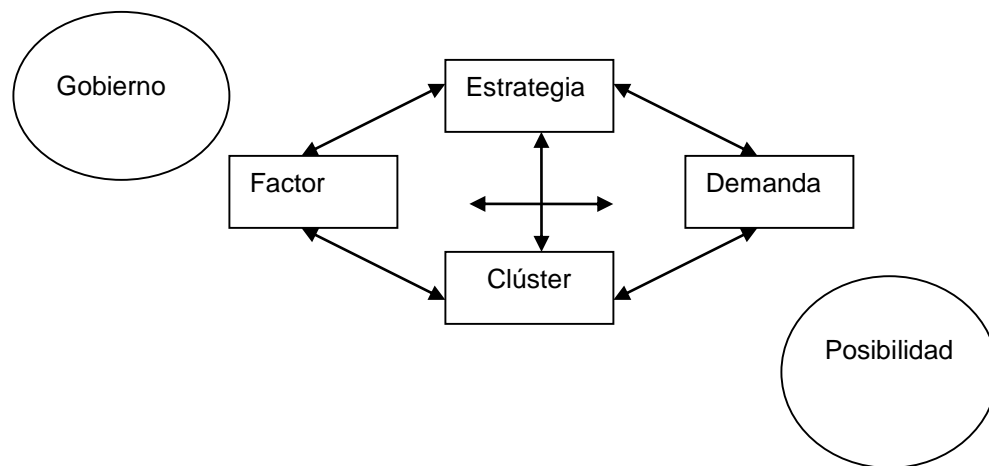 Gobierno
Estrategia
Factor
Demanda
Clúster
Posibilidad